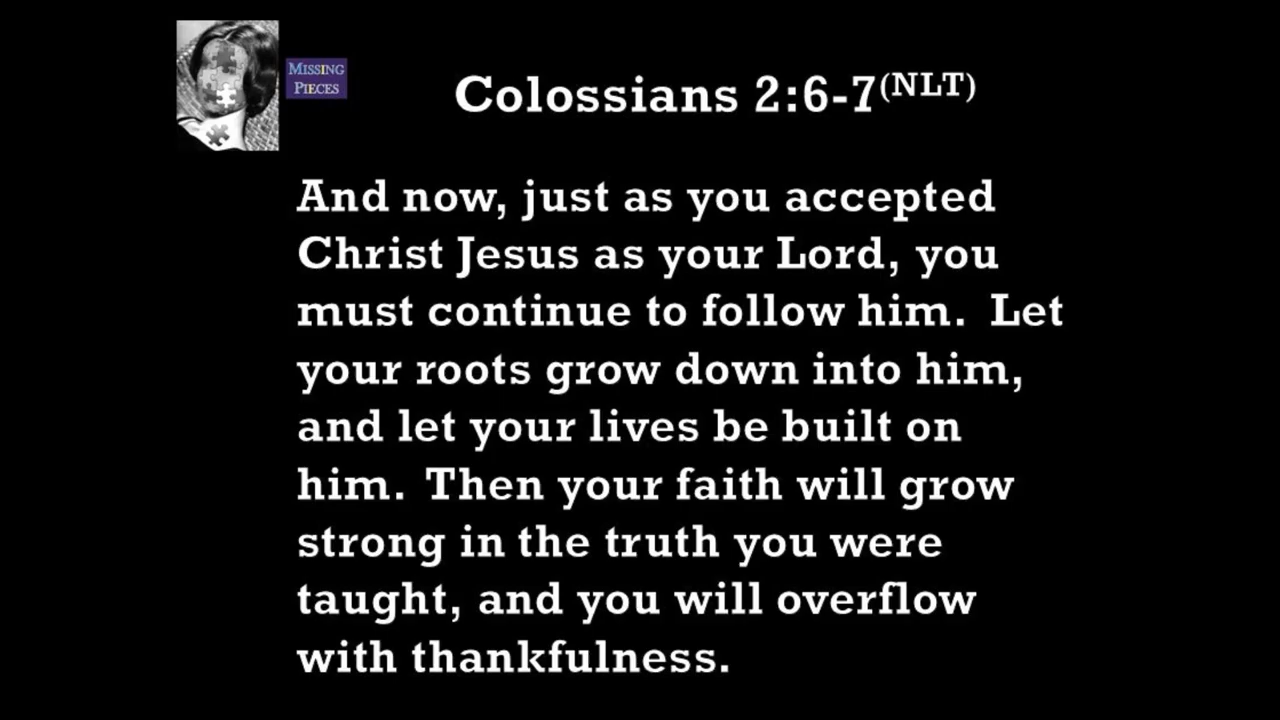 MISSING
PIECES
Colossians 2:6-7(NLT)
And now, just as you accepted
Christ Jesus as your Lord, you
must continue to follow him.  Let
your roots grow down into him,
and let your lives be built on
him.  Then your faith will grow
strong in the truth you were
taught, and you will overflow
with thankfulness.